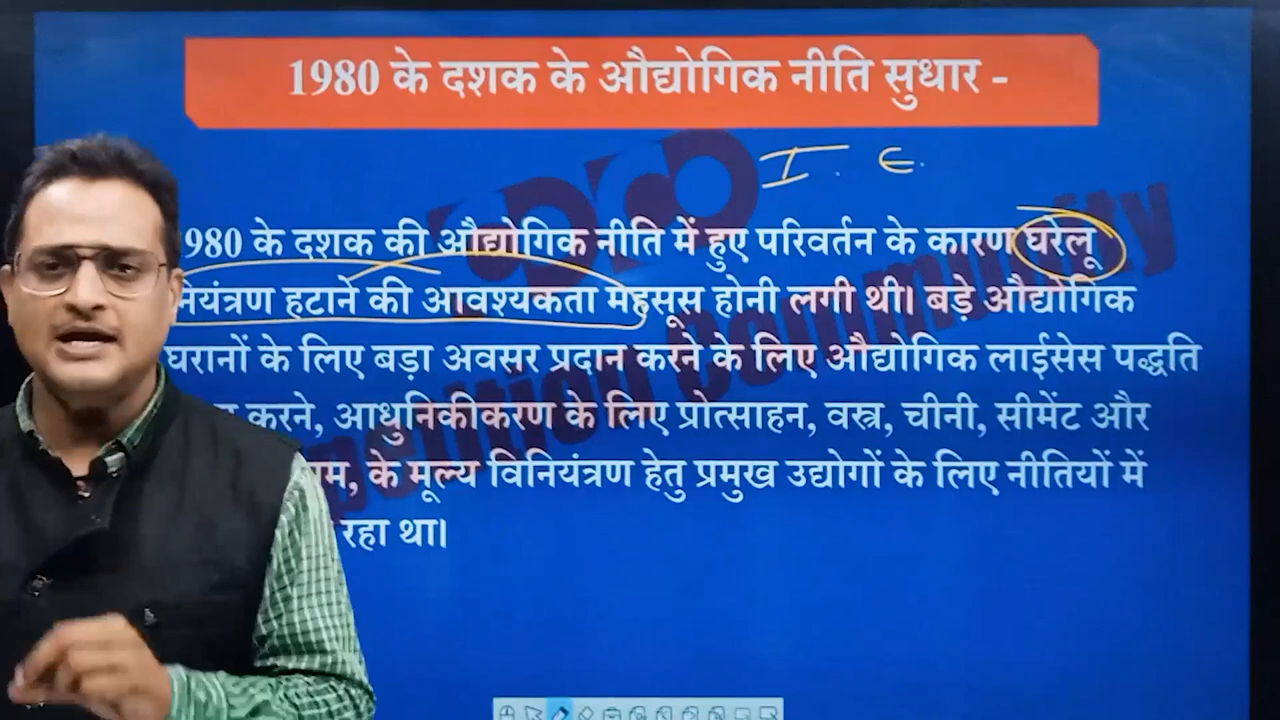 1980 के दशक के औद्योगिक नीति सुधार -
I. E.
980 के दशक की औद्योगिक नीति में हुए परिवर्तन के कारण घरेलू
नियंत्रण हटाने की आवश्यकता महसूस होनी लगी थी। बड़े औद्योगिक
घरानों के लिए बड़ा अवसर प्रदान करने के लिए औद्योगिक लाईसेस पद्धति
करने, आधुनिकीकरण के लिए प्रोत्साहन, वस्त्र, चीनी, सीमेंट और
के मूल्य विनियंत्रण हेतु प्रमुख उद्योगों के लिए नीतियों में
रहा था।
Community